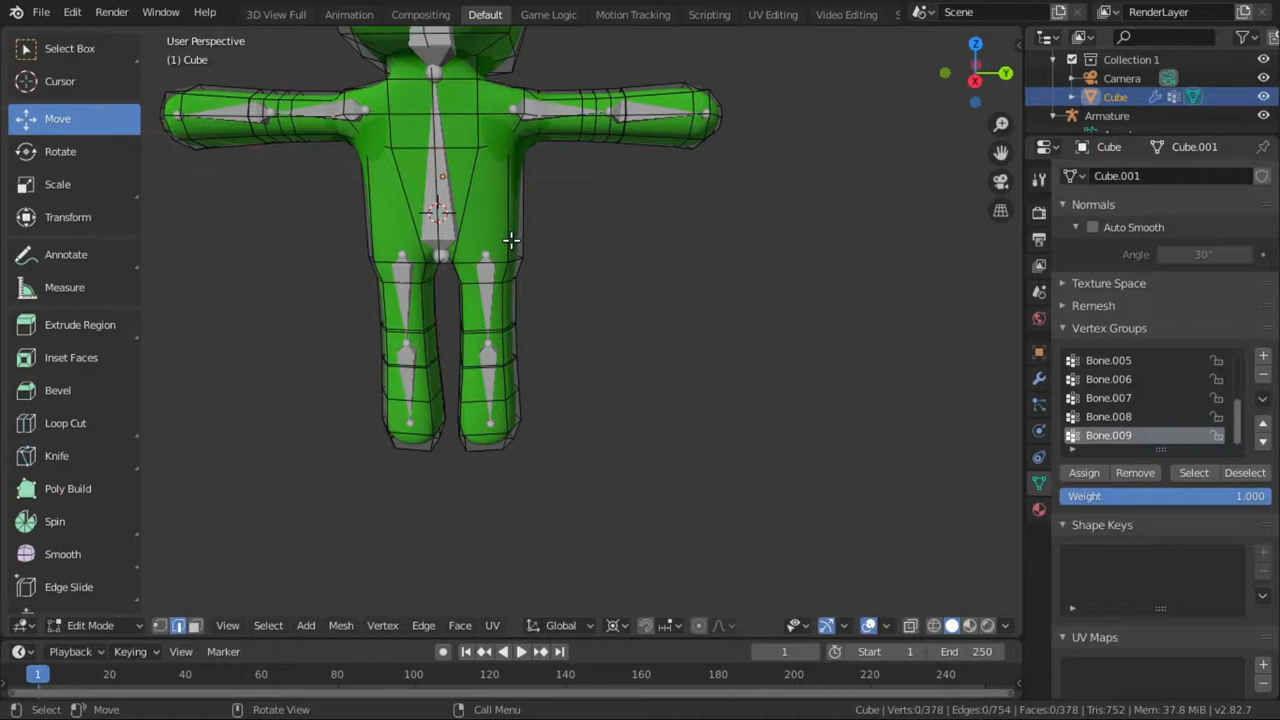 File Edit Render Window Help 3D View Full Animation Compositing Default Game Logic Motion Tracking Scripting UV Editing Video Editing Scene RenderLayer
Select Box
Cursor
Move
Rotate
Scale
Transform
Annotate
Measure
Extrude Region
Inset Faces
Bevel
Loop Cut
Knife
Poly Build
Spin
Smooth
Edge Slide
User Perspective
(1) Cube
Z
Y
X
Collection 1
Camera
Cube
Armature
Cube Cube.001
Cube.001
Normals
Auto Smooth
Angle 30°
Texture Space
Remesh
Vertex Groups
Bone.005
Bone.006
Bone.007
Bone.008
Bone.009
Assign Remove Select Deselect
Weight 1.000
Shape Keys
UV Maps
Edit Mode View Select Add Mesh Vertex Edge Face UV Global
Playback Keying View Marker 1 Start 1 End 250
1 20 40 60 80 100 120 140 160 180 200 220 240
Select Move Rotate View Call Menu Cube | Verts:0/378 | Edges:0/754 | Faces:0/378 | Tris:752 | Mem: 37.8 MiB | v2.82.7